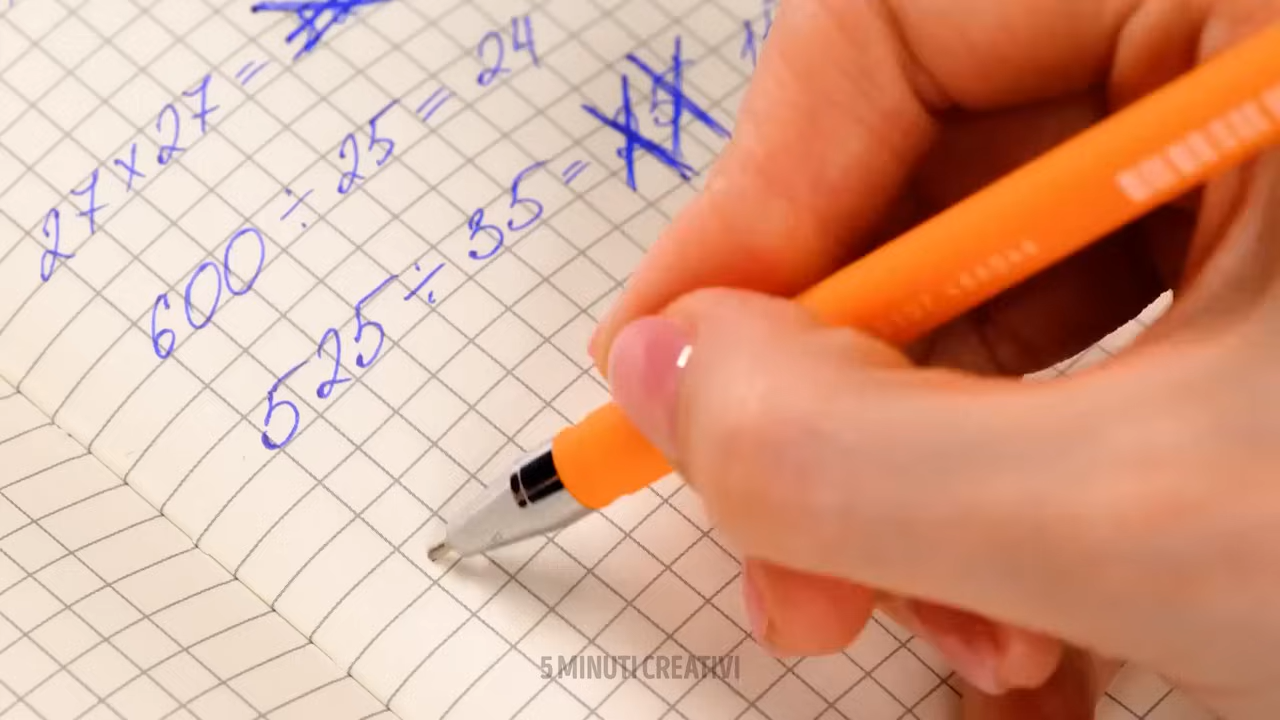 27 x 27 =
600 ÷ 25 = 24
525 ÷ 35 =
5 MINUTI CREATIVI